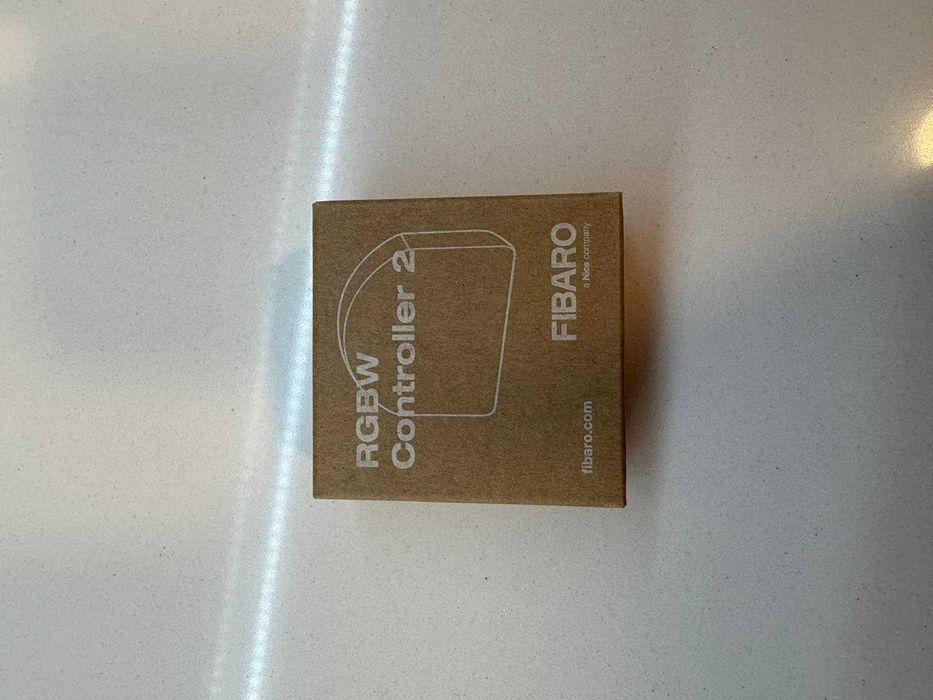 RGBW
Controller 2
fibaro.com
FIBARO
a Nice company